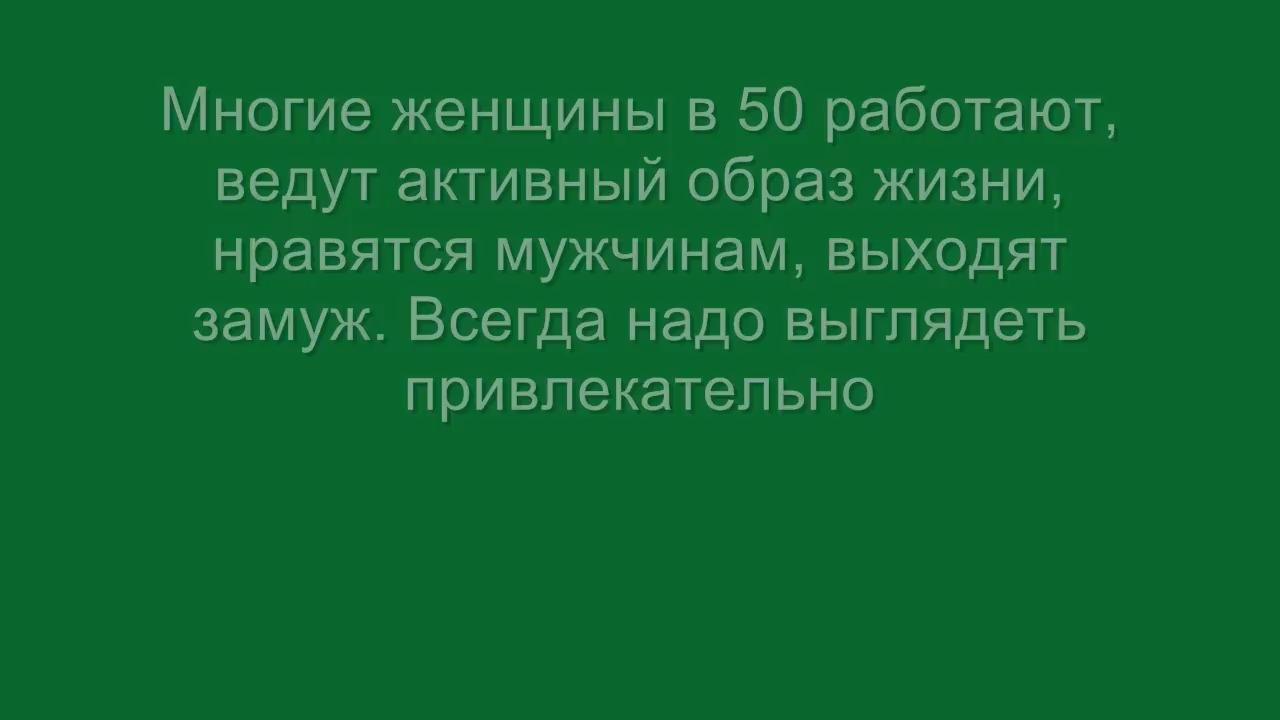 Многие женщины в 50 работают,
ведут активный образ жизни,
нравятся мужчинам, выходят
замуж. Всегда надо выглядеть
привлекательно